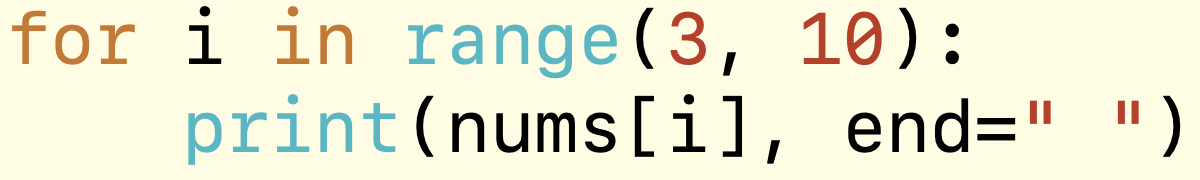 for i in range(3, 10):
    print(nums[i], end=" ")